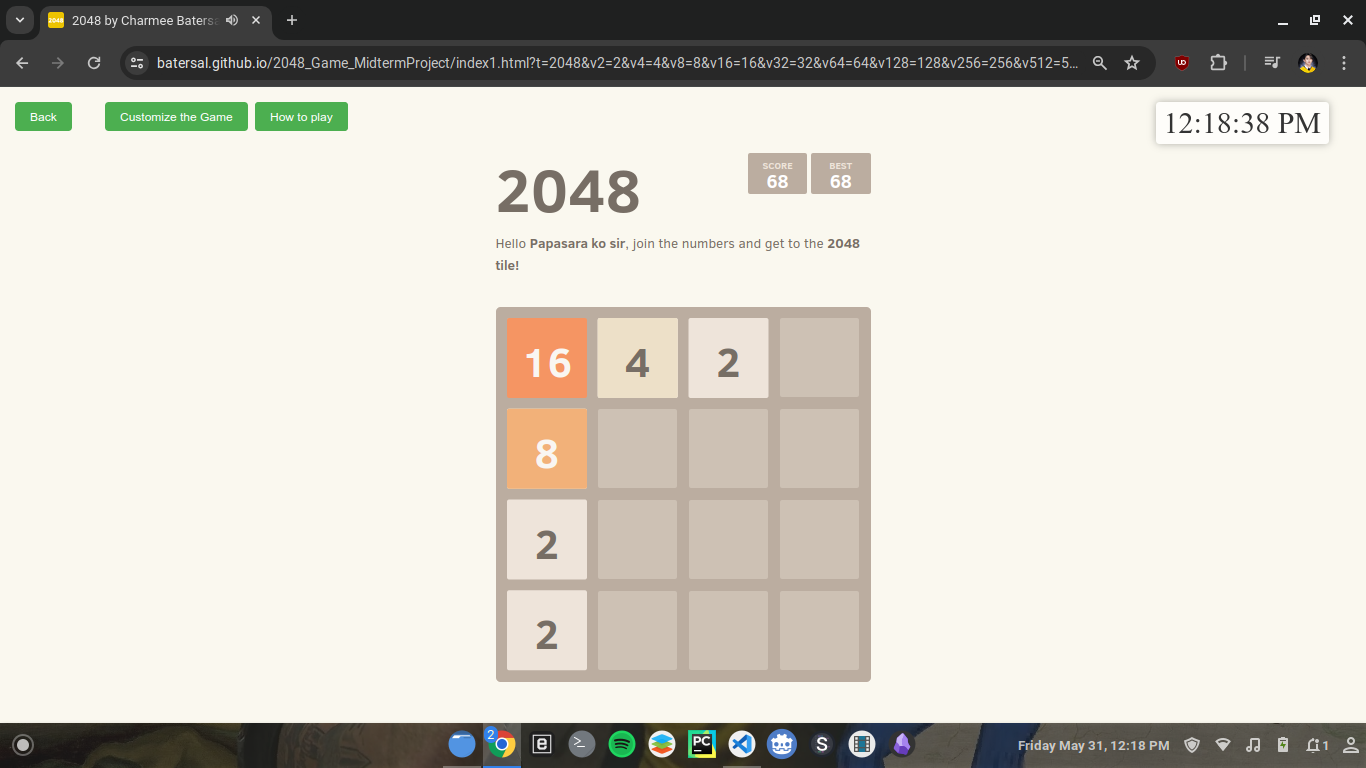 2048 by Charmee Batersa
batersal.github.io/2048_Game_MidtermProject/index1.html?t=2048&v2=2&v4=4&v8=8&v16=16&v32=32&v64=64&v128=128&v256=256&v512=5...
Back
Customize the Game
How to play
12:18:38 PM
2048
SCORE
68
BEST
68
Hello Papasara ko sir, join the numbers and get to the 2048
tile!
16 4 2
8
2
2
2
PC
S
Friday May 31, 12:18 PM
1